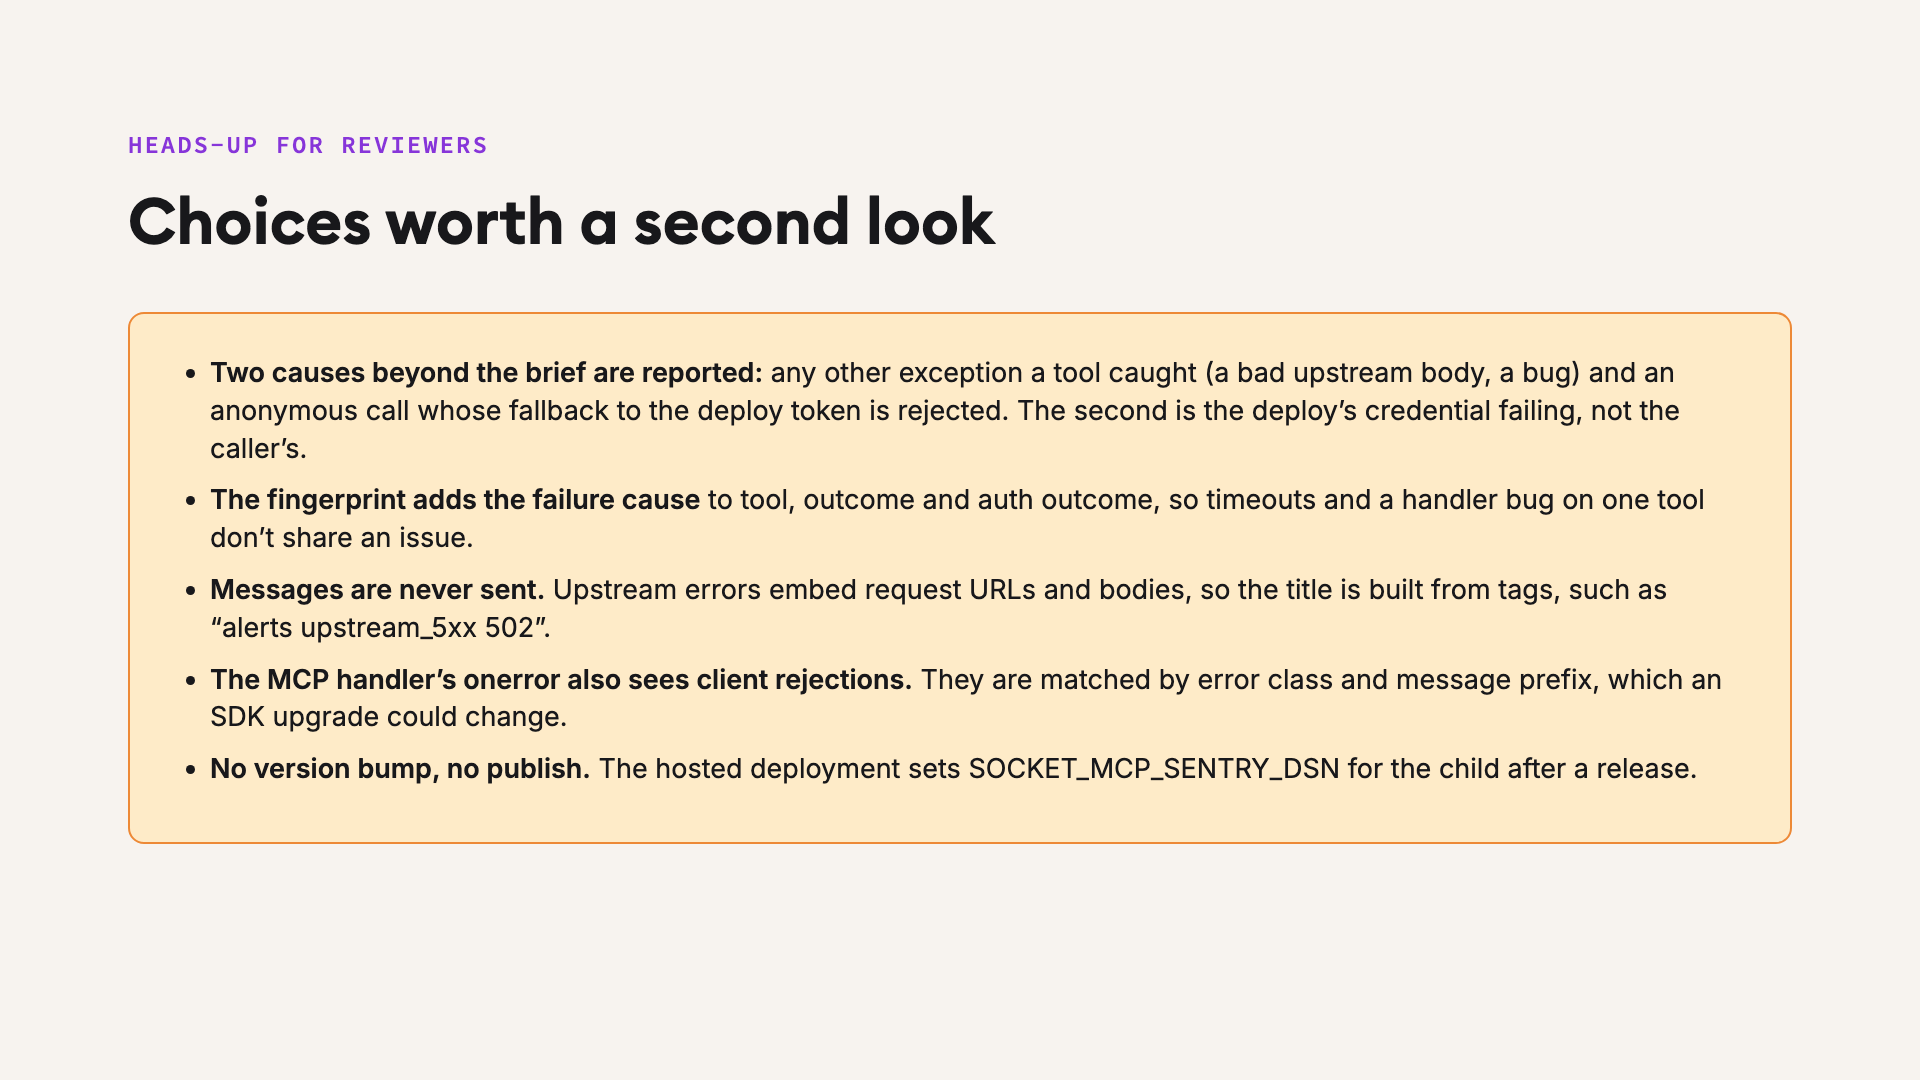 HEADS-UP FOR REVIEWERS
Choices worth a second look
• Two causes beyond the brief are reported: any other exception a tool caught (a bad upstream body, a bug) and an
anonymous call whose fallback to the deploy token is rejected. The second is the deploy’s credential failing, not the
caller’s.
• The fingerprint adds the failure cause to tool, outcome and auth outcome, so timeouts and a handler bug on one tool
don’t share an issue.
• Messages are never sent. Upstream errors embed request URLs and bodies, so the title is built from tags, such as
“alerts upstream_5xx 502”.
• The MCP handler’s onerror also sees client rejections. They are matched by error class and message prefix, which an
SDK upgrade could change.
• No version bump, no publish. The hosted deployment sets SOCKET_MCP_SENTRY_DSN for the child after a release.